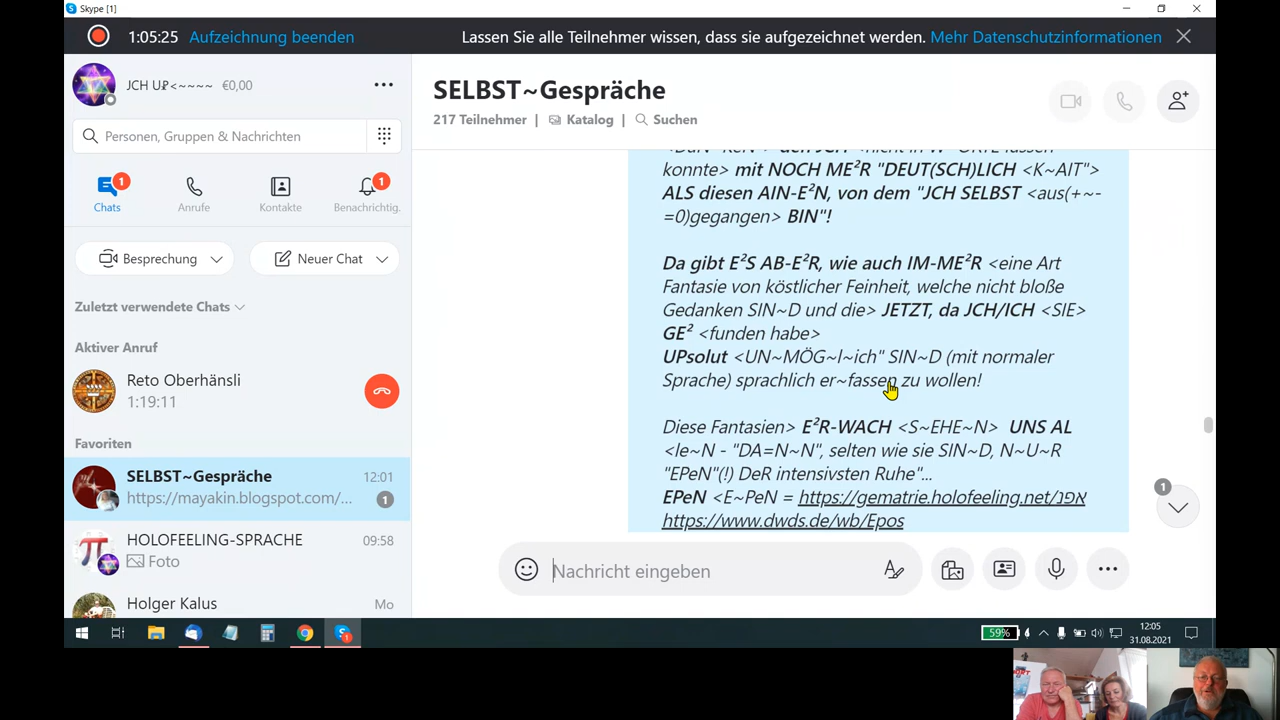 Skype [1]
1:05:25 Aufzeichnung beenden
Lassen Sie alle Teilnehmer wissen, dass sie aufgezeichnet werden. Mehr Datenschutzinformationen
JCH U₽<~~~~ €0,00
Personen, Gruppen & Nachrichten
1
1
Chats Anrufe Kontakte Benachrichtig.
Besprechung
Neuer Chat
Zuletzt verwendete Chats
Aktiver Anruf
Reto Oberhänsli
1:19:11
Favoriten
SELBST~Gespräche 12:01
https://mayakin.blogspot.com/... 1
HOLOFEELING-SPRACHE 09:58
Foto
Holger Kalus Mo
SELBST~Gespräche
217 Teilnehmer | Katalog | Suchen
konnte> mit NOCH ME²R "DEUT(SCH)LICH <K~AIT">
ALS diesen AIN-E²N, von dem "JCH SELBST <aus(+~-
=0)gegangen> BIN"!
Da gibt E²S AB-E²R, wie auch IM-ME²R <eine Art
Fantasie von köstlicher Feinheit, welche nicht bloße
Gedanken SIN~D und die> JETZT, da JCH/ICH <SIE>
GE² <funden habe>
UPsolut <UN~MÖG~l~ich" SIN~D (mit normaler
Sprache) sprachlich er~fassen zu wollen!
Diese Fantasien> E²R-WACH <S~EHE~N> UNS AL
<le~N - "DA=N~N", selten wie sie SIN~D, N~U~R
"EPeN"(!) DeR intensivsten Ruhe"...
EPeN <E~PeN = https://gematrie.holofeeling.net/אפנ
https://www.dwds.de/wb/Epos
1
Nachricht eingeben
59%
12:05
31.08.2021